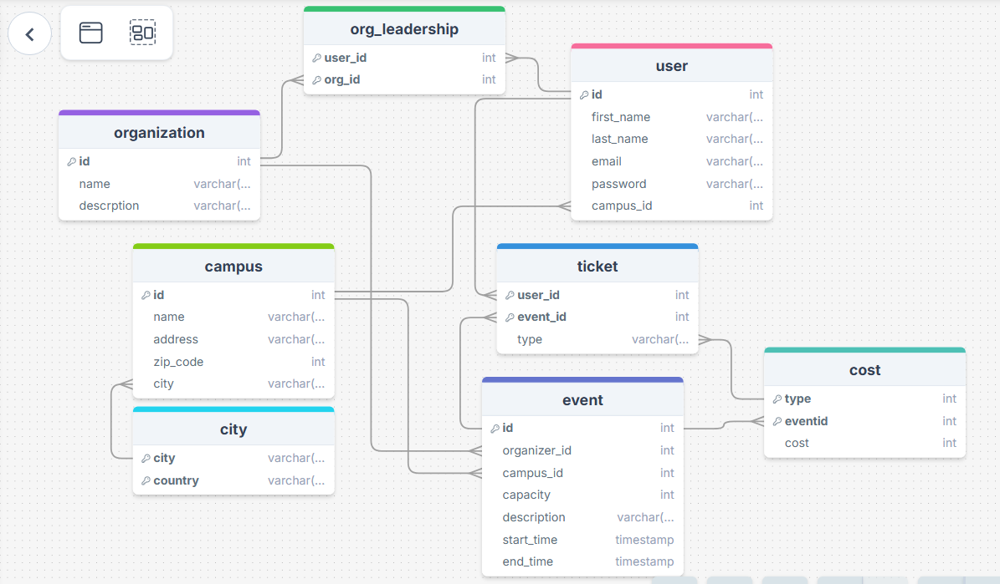 org_leadership
user_id int
org_id int
user
id int
first_name varchar(...
last_name varchar(...
email varchar(...
password varchar(...
campus_id int
organization
id int
name varchar(...
descrption varchar(...
campus
id int
name varchar(...
address varchar(...
zip_code int
city varchar(...
ticket
user_id int
event_id int
type varchar(...
cost
type int
eventid int
cost int
event
id int
organizer_id int
campus_id int
capacity int
description varchar(...
start_time timestamp
end_time timestamp
city
city varchar(...
country varchar(...